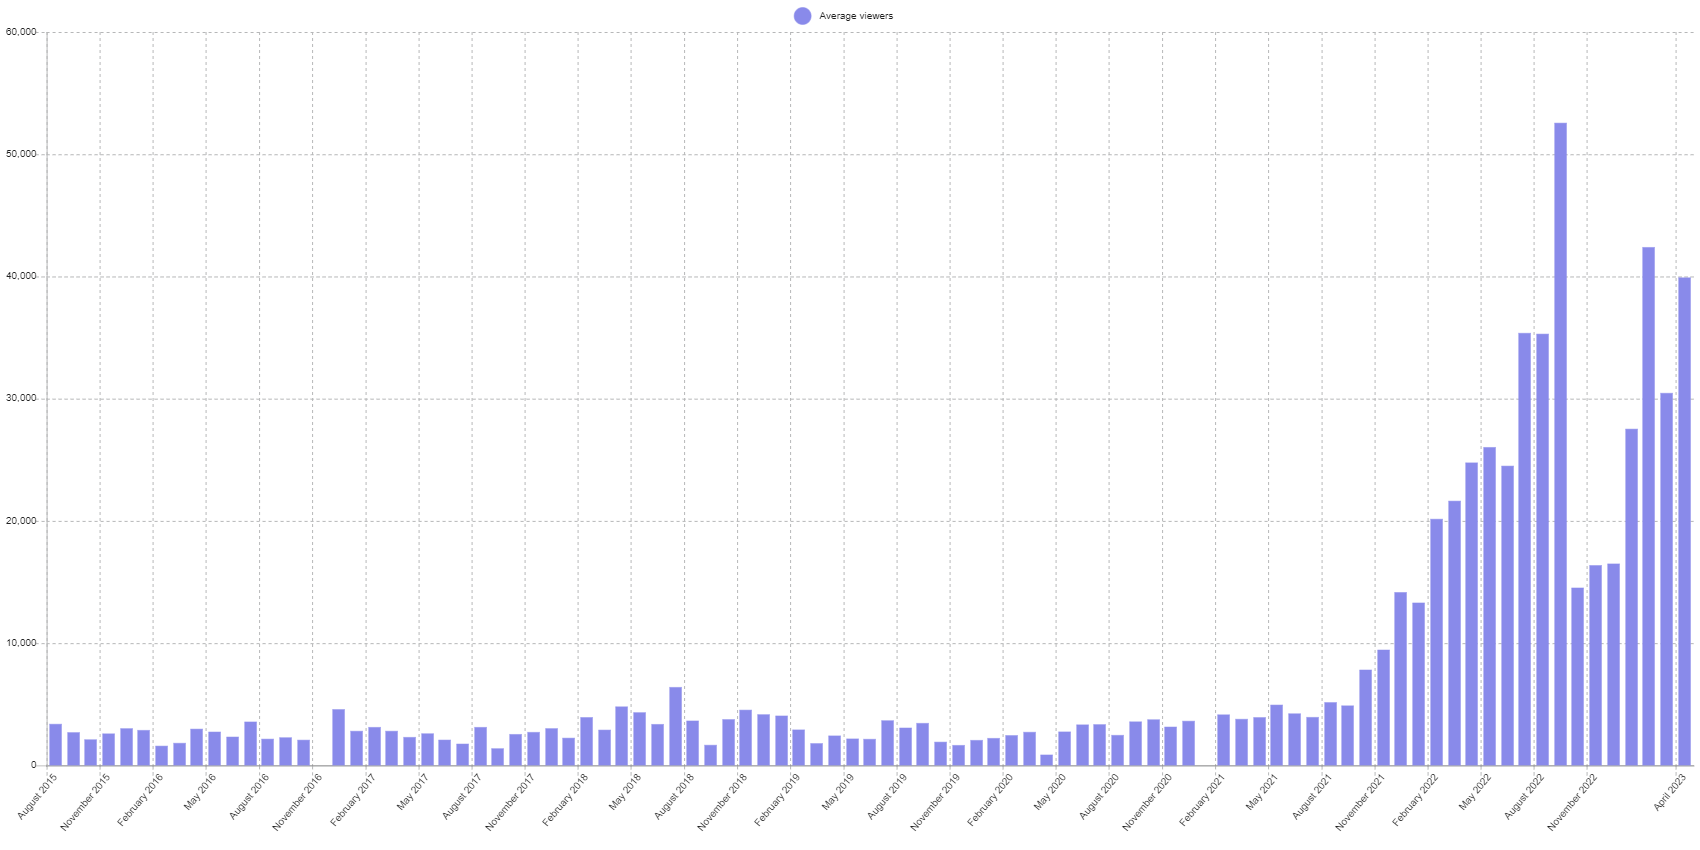 Average viewers
60,000
50,000
40,000
30,000
20,000
10,000
0
August 2015
November 2015
February 2016
May 2016
August 2016
November 2016
February 2017
May 2017
August 2017
November 2017
February 2018
May 2018
August 2018
November 2018
February 2019
May 2019
August 2019
November 2019
February 2020
May 2020
August 2020
November 2020
February 2021
May 2021
August 2021
November 2021
February 2022
May 2022
August 2022
November 2022
April 2023